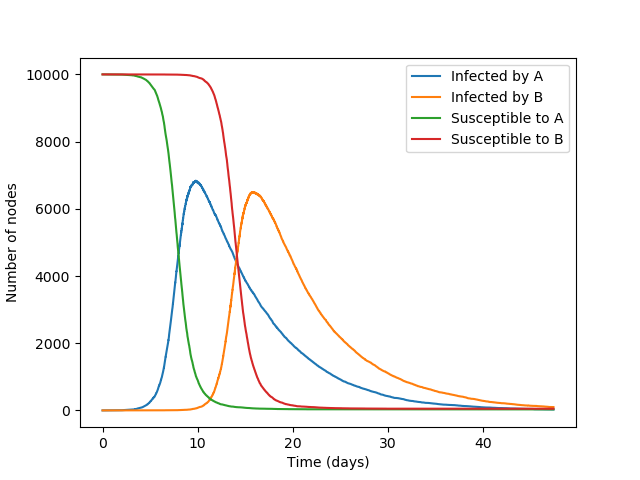 Infected by A
Infected by B
Susceptible to A
Susceptible to B
Number of nodes
10000
8000
6000
4000
2000
0
0 10 20 30 40
Time (days)